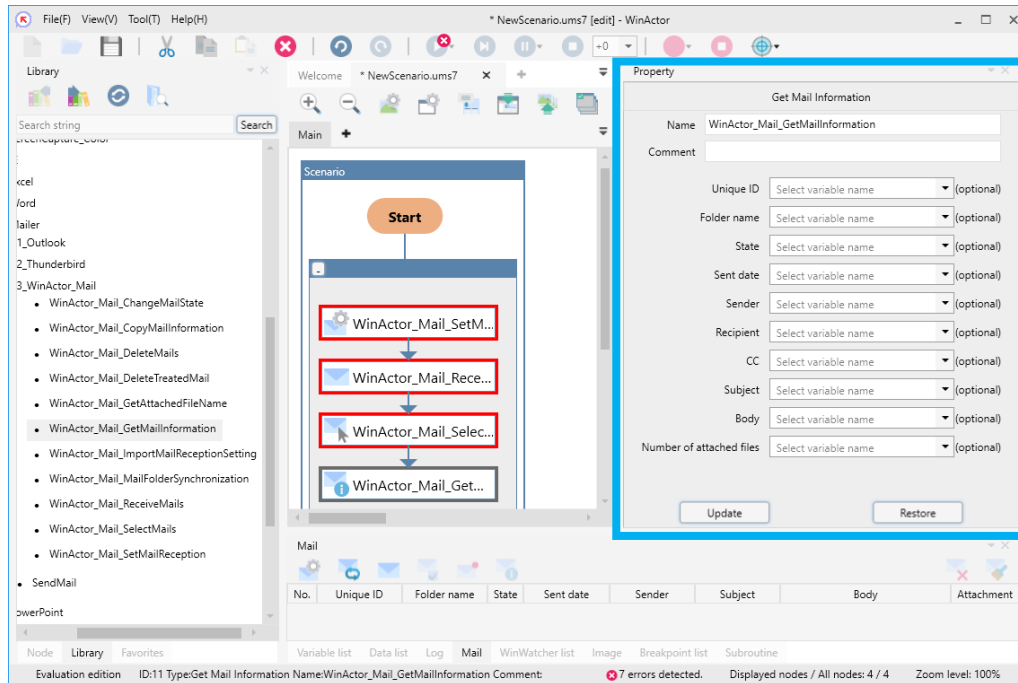 File(F) View(V) Tool(T) Help(H)
* NewScenario.ums7 [edit] - WinActor
+0
Library
Search string
Search
xcel
1_Outlook
2_Thunderbird
3_WinActor_Mail
WinActor_Mail_ChangeMailState
WinActor_Mail_CopyMailInformation
WinActor_Mail_DeleteMails
WinActor_Mail_DeleteTreatedMail
WinActor_Mail_GetAttachedFileName
WinActor_Mail_GetMailInformation
WinActor_Mail_ImportMailReceptionSetting
WinActor_Mail_MailFolderSynchronization
WinActor_Mail_ReceiveMails
WinActor_Mail_SelectMails
WinActor_Mail_SetMailReception
SendMail
owerPoint
Node Library Favorites
Welcome * NewScenario.ums7
Main
Scenario
Start
WinActor_Mail_SetM...
WinActor_Mail_Rece...
WinActor_Mail_Selec...
WinActor_Mail_Get...
Property
Get Mail Information
Name WinActor_Mail_GetMailInformation
Comment
Unique ID Select variable name (optional)
Folder name Select variable name (optional)
State Select variable name (optional)
Sent date Select variable name (optional)
Sender Select variable name (optional)
Recipient Select variable name (optional)
CC Select variable name (optional)
Subject Select variable name (optional)
Body Select variable name (optional)
Number of attached files Select variable name (optional)
Update Restore
Mail
No. Unique ID Folder name State Sent date Sender Subject Body Attachment
Variable list Data list Log Mail WinWatcher list Image Breakpoint list Subroutine
Evaluation edition ID:11 Type:Get Mail Information Name:WinActor_Mail_GetMailInformation Comment: 7 errors detected. Displayed nodes / All nodes: 4 / 4 Zoom level: 100%